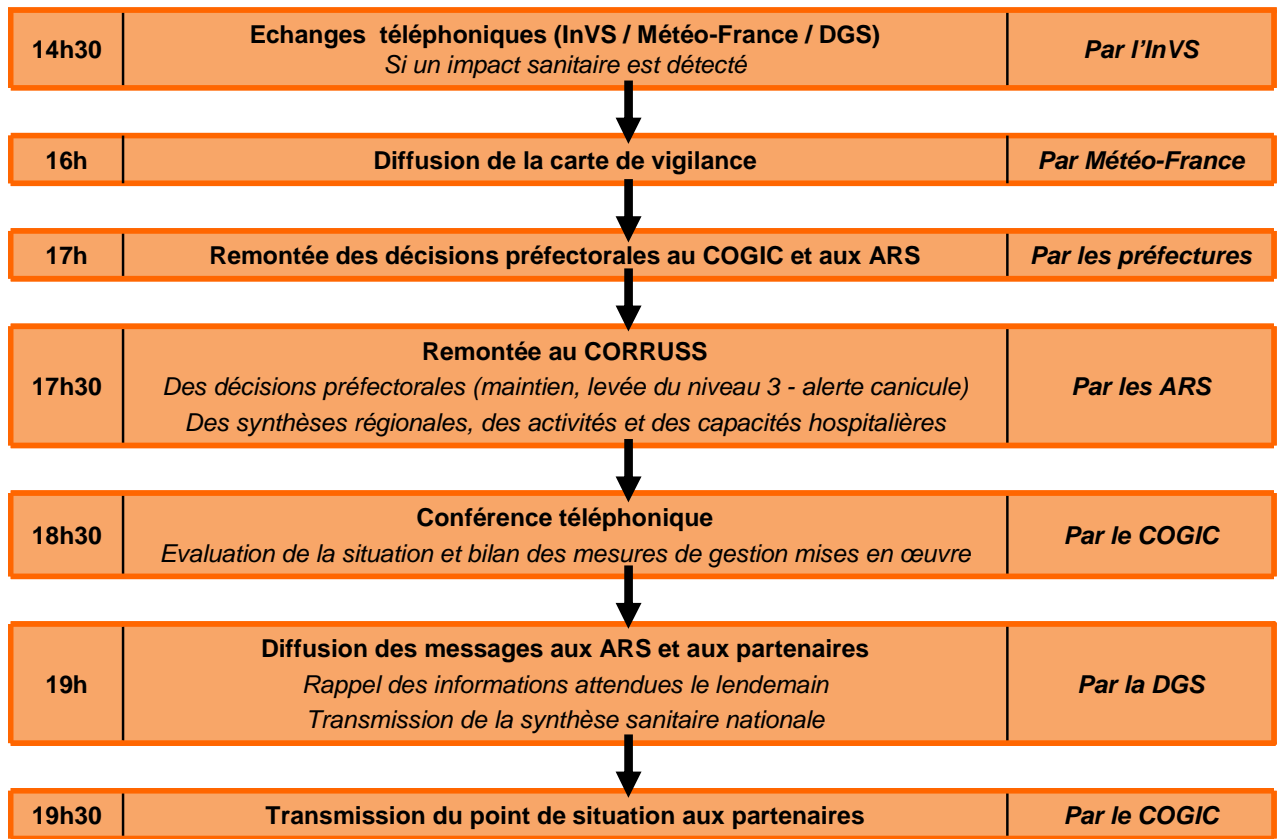 14h30
Echanges téléphoniques (InVS / Météo-France / DGS)
Si un impact sanitaire est détecté
Par l'InVS
16h
Diffusion de la carte de vigilance
Par Météo-France
17h
Remontée des décisions préfectorales au COGIC et aux ARS
Par les préfectures
17h30
Remontée au CORRUSS
Des décisions préfectorales (maintien, levée du niveau 3 - alerte canicule)
Des synthèses régionales, des activités et des capacités hospitalières
Par les ARS
18h30
Conférence téléphonique
Evaluation de la situation et bilan des mesures de gestion mises en œuvre
Par le COGIC
19h
Diffusion des messages aux ARS et aux partenaires
Rappel des informations attendues le lendemain
Transmission de la synthèse sanitaire nationale
Par la DGS
19h30
Transmission du point de situation aux partenaires
Par le COGIC